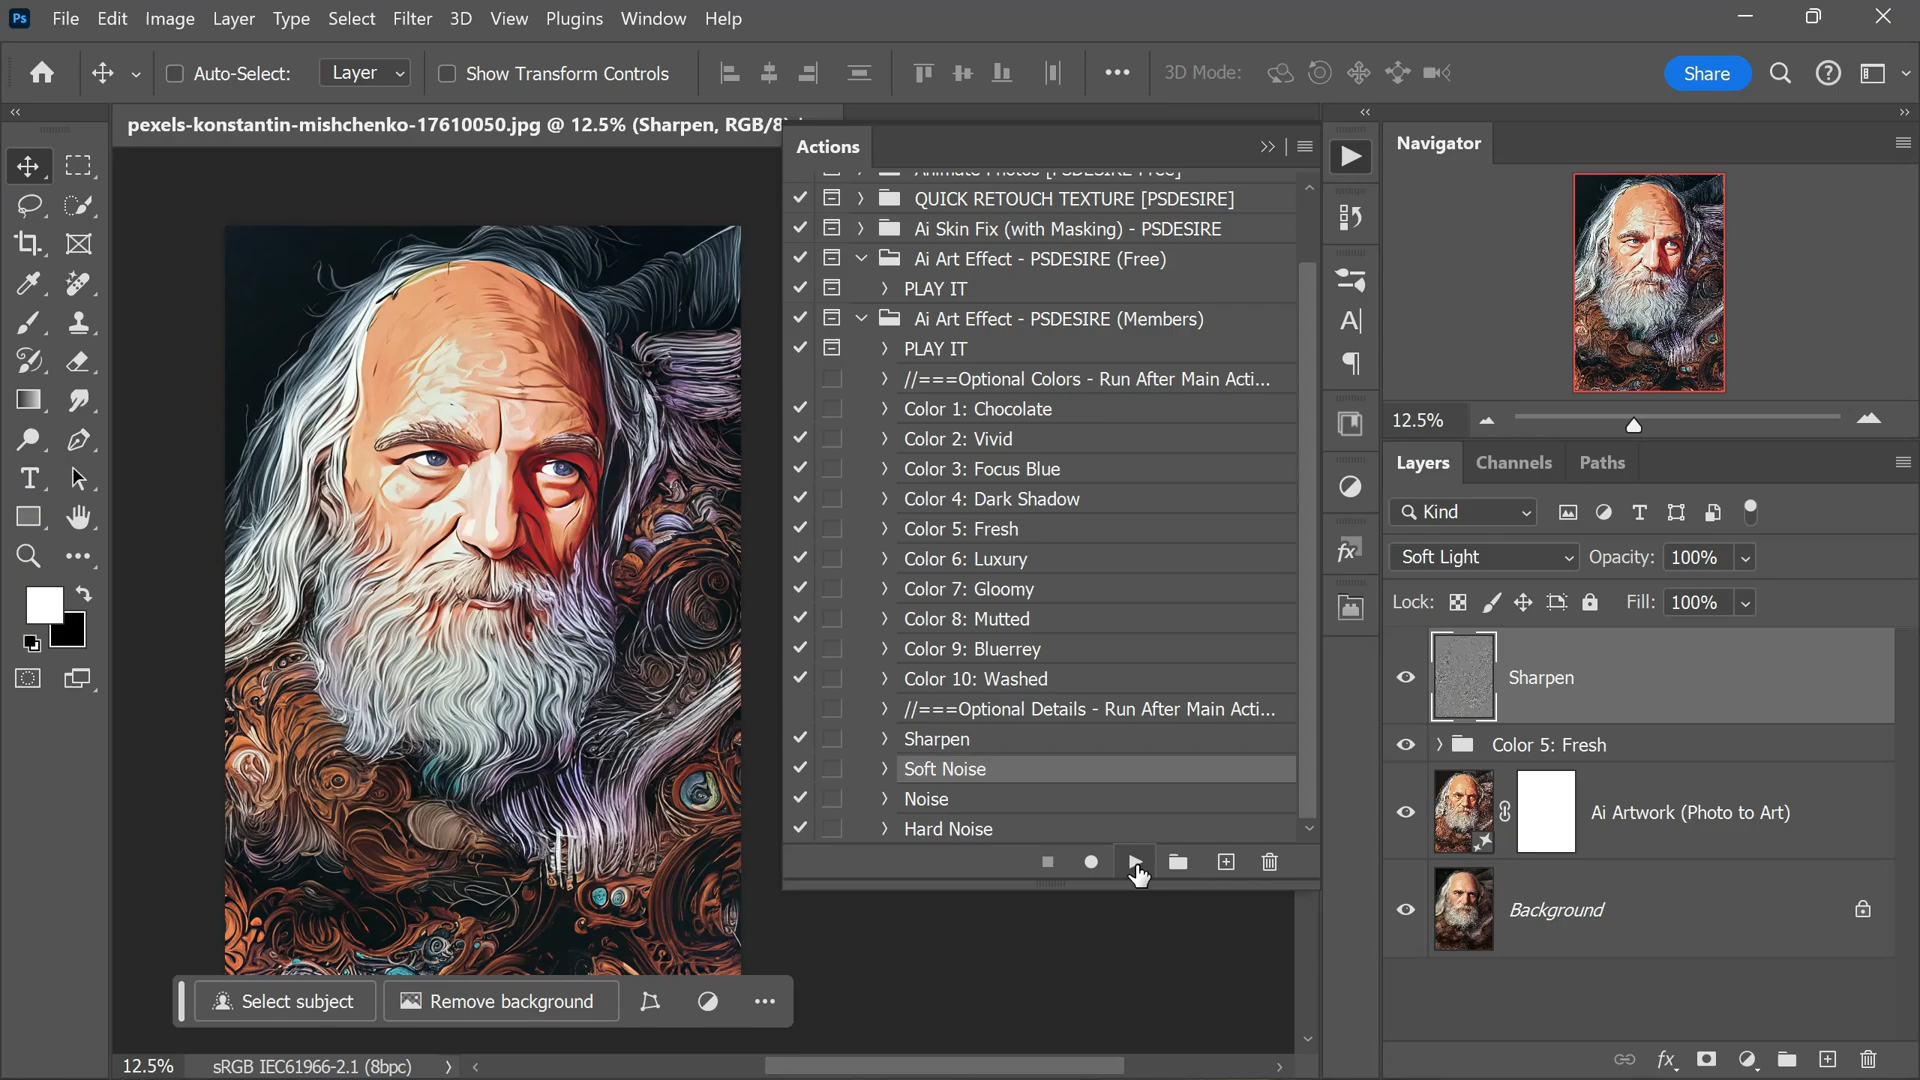 Ps File Edit Image Layer Type Select Filter 3D View Plugins Window Help
Auto-Select: Layer Show Transform Controls 3D Mode: Share
pexels-konstantin-mishchenko-17610050.jpg @ 12.5% (Sharpen, RGB/8)
Actions
Animate Photos [PSDESIRE Free]
QUICK RETOUCH TEXTURE [PSDESIRE]
Ai Skin Fix (with Masking) - PSDESIRE
Ai Art Effect - PSDESIRE (Free)
PLAY IT
Ai Art Effect - PSDESIRE (Members)
PLAY IT
//===Optional Colors - Run After Main Acti...
Color 1: Chocolate
Color 2: Vivid
Color 3: Focus Blue
Color 4: Dark Shadow
Color 5: Fresh
Color 6: Luxury
Color 7: Gloomy
Color 8: Mutted
Color 9: Bluerrey
Color 10: Washed
//===Optional Details - Run After Main Acti...
Sharpen
Soft Noise
Noise
Hard Noise
Navigator
12.5%
Layers Channels Paths
Kind
Soft Light Opacity: 100%
Lock: Fill: 100%
Sharpen
Color 5: Fresh
Ai Artwork (Photo to Art)
Background
Select subject Remove background
12.5% sRGB IEC61966-2.1 (8bpc)